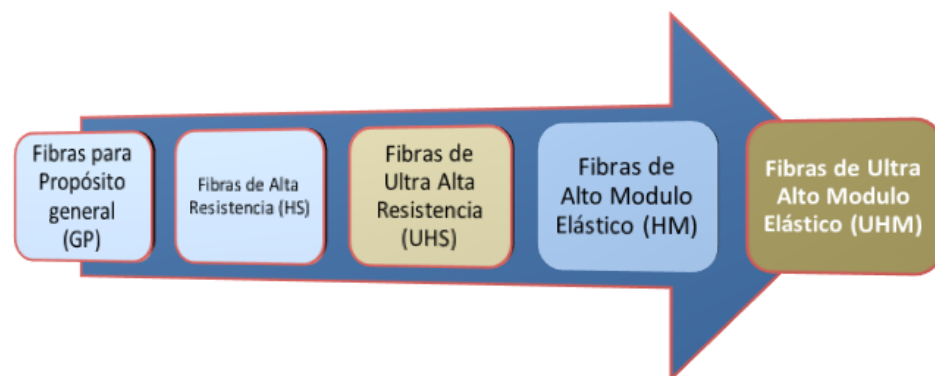 Fibras para
Propósito
general
(GP)
Fibras de Alta
Resistencia (HS)
Fibras de
Ultra Alta
Resistencia
(UHS)
Fibras de
Alto Modulo
Elástico (HM)
Fibras de Ultra
Alto Modulo
Elástico (UHM)